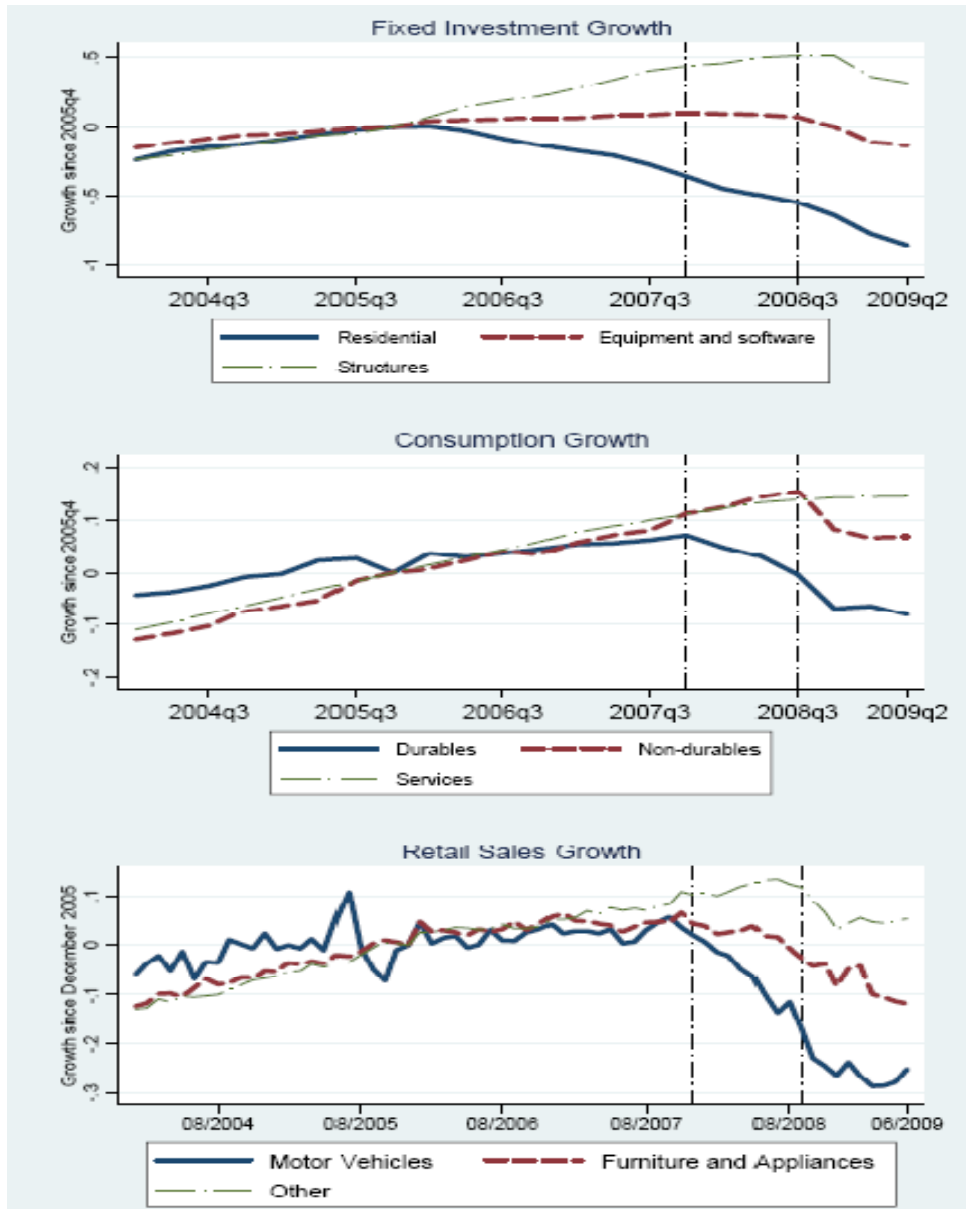 Fixed Investment Growth
Growth since 2005q4
.5
0
-.5
-1
2004q3 2005q3 2006q3 2007q3 2008q3 2009q2
Residential Equipment and software
Structures
Consumption Growth
Growth since 2005q4
.2
.1
0
-.1
-.2
2004q3 2005q3 2006q3 2007q3 2008q3 2009q2
Durables Non-durables
Services
Retail Sales Growth
Growth since December 2005
.1
0
-.1
-.2
-.3
08/2004 08/2005 08/2006 08/2007 08/2008 06/2009
Motor Vehicles Furniture and Appliances
Other